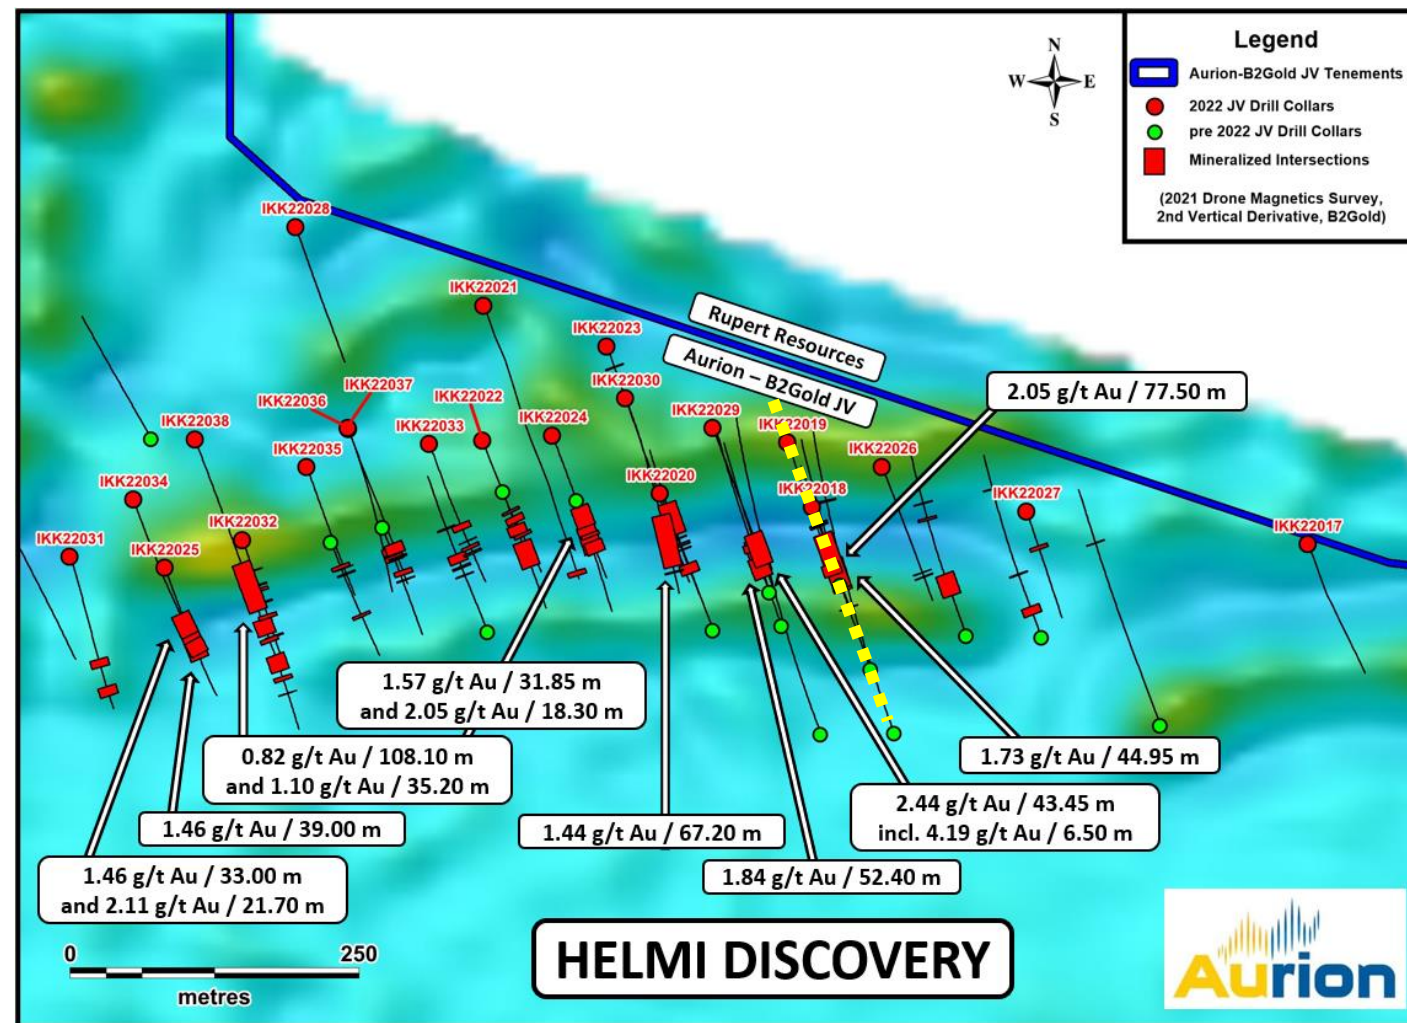 Legend
Aurion-B2Gold JV Tenements
2022 JV Drill Collars
pre 2022 JV Drill Collars
Mineralized Intersections
(2021 Drone Magnetics Survey,
2nd Vertical Derivative, B2Gold)
N
W E
S
IKK22028
IKK22021
IKK22023
Rupert Resources
Aurion – B2Gold JV
2.05 g/t Au / 77.50 m
IKK22037
IKK22036
IKK22022
IKK22030
IKK22038
IKK22033
IKK22024
IKK22029
IKK22019
IKK22035
IKK22026
IKK22034
IKK22020
IKK22018
IKK22027
IKK22032
IKK22017
IKK22031
IKK22025
1.57 g/t Au / 31.85 m
and 2.05 g/t Au / 18.30 m
0.82 g/t Au / 108.10 m
and 1.10 g/t Au / 35.20 m
1.73 g/t Au / 44.95 m
2.44 g/t Au / 43.45 m
incl. 4.19 g/t Au / 6.50 m
1.46 g/t Au / 39.00 m
1.44 g/t Au / 67.20 m
1.84 g/t Au / 52.40 m
1.46 g/t Au / 33.00 m
and 2.11 g/t Au / 21.70 m
HELMI DISCOVERY
0 250
metres
Aurion